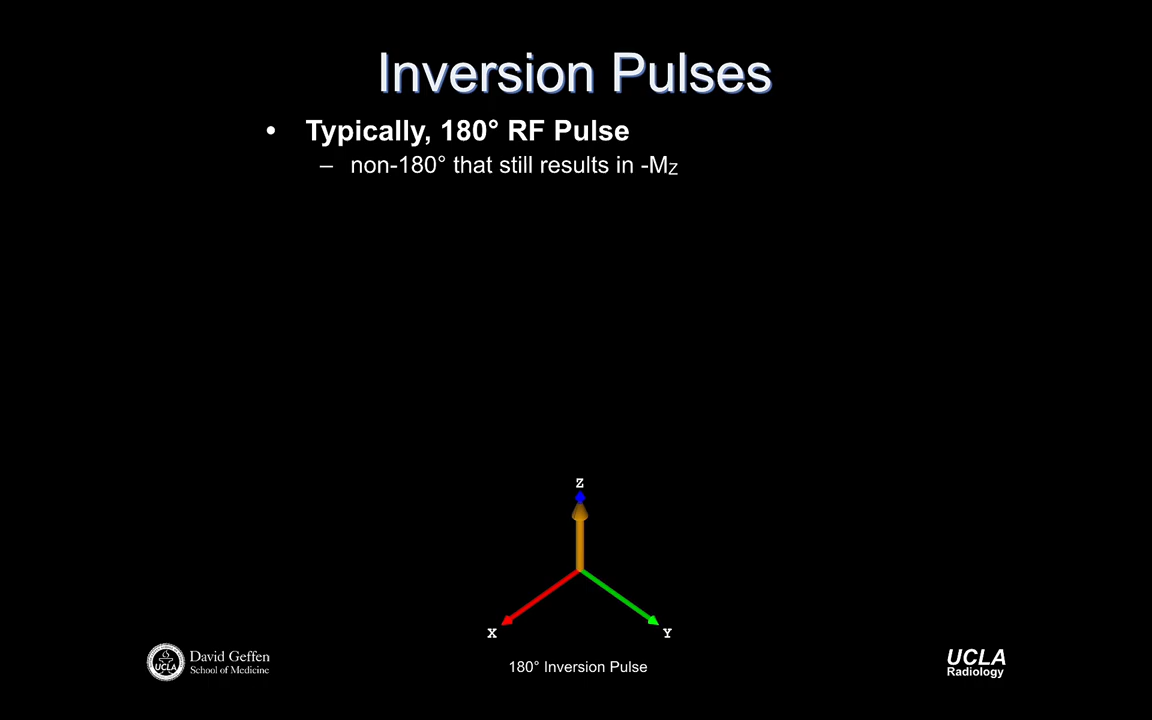 Inversion Pulses
• Typically, 180° RF Pulse
– non-180° that still results in -MZ
Z
X
Y
180° Inversion Pulse
UCLA
David Geffen
School of Medicine
UCLA
Radiology